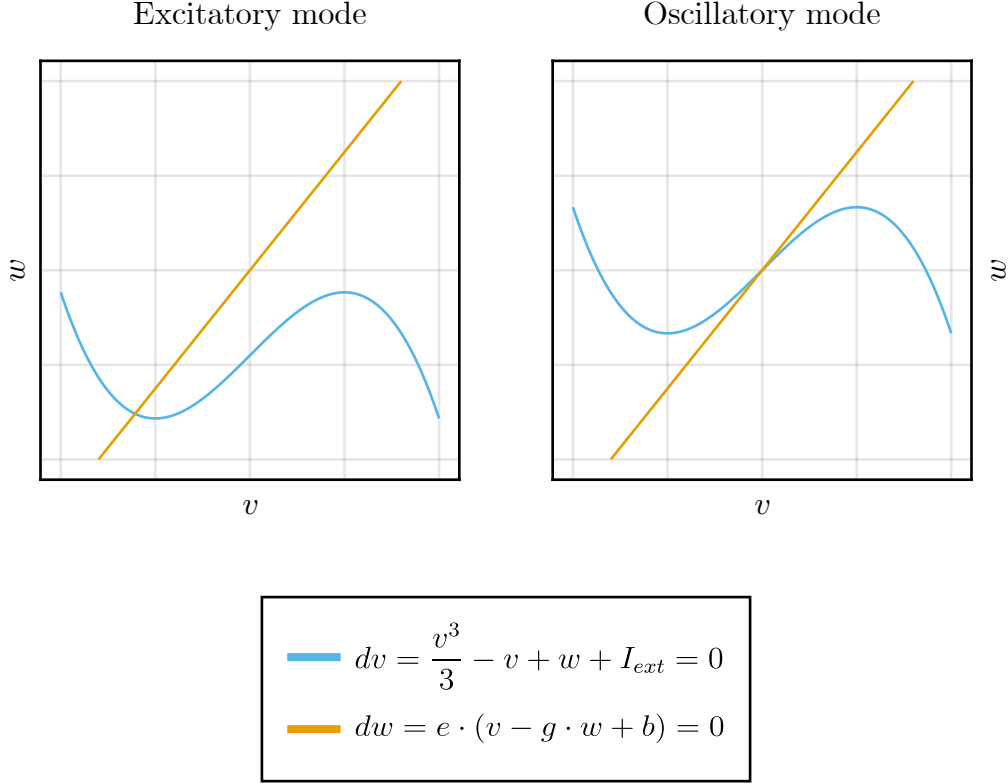 Excitatory mode
Oscillatory mode
w
w
v
v
dv = v³/3 − v + w + I_ext = 0
dw = e · (v − g · w + b) = 0